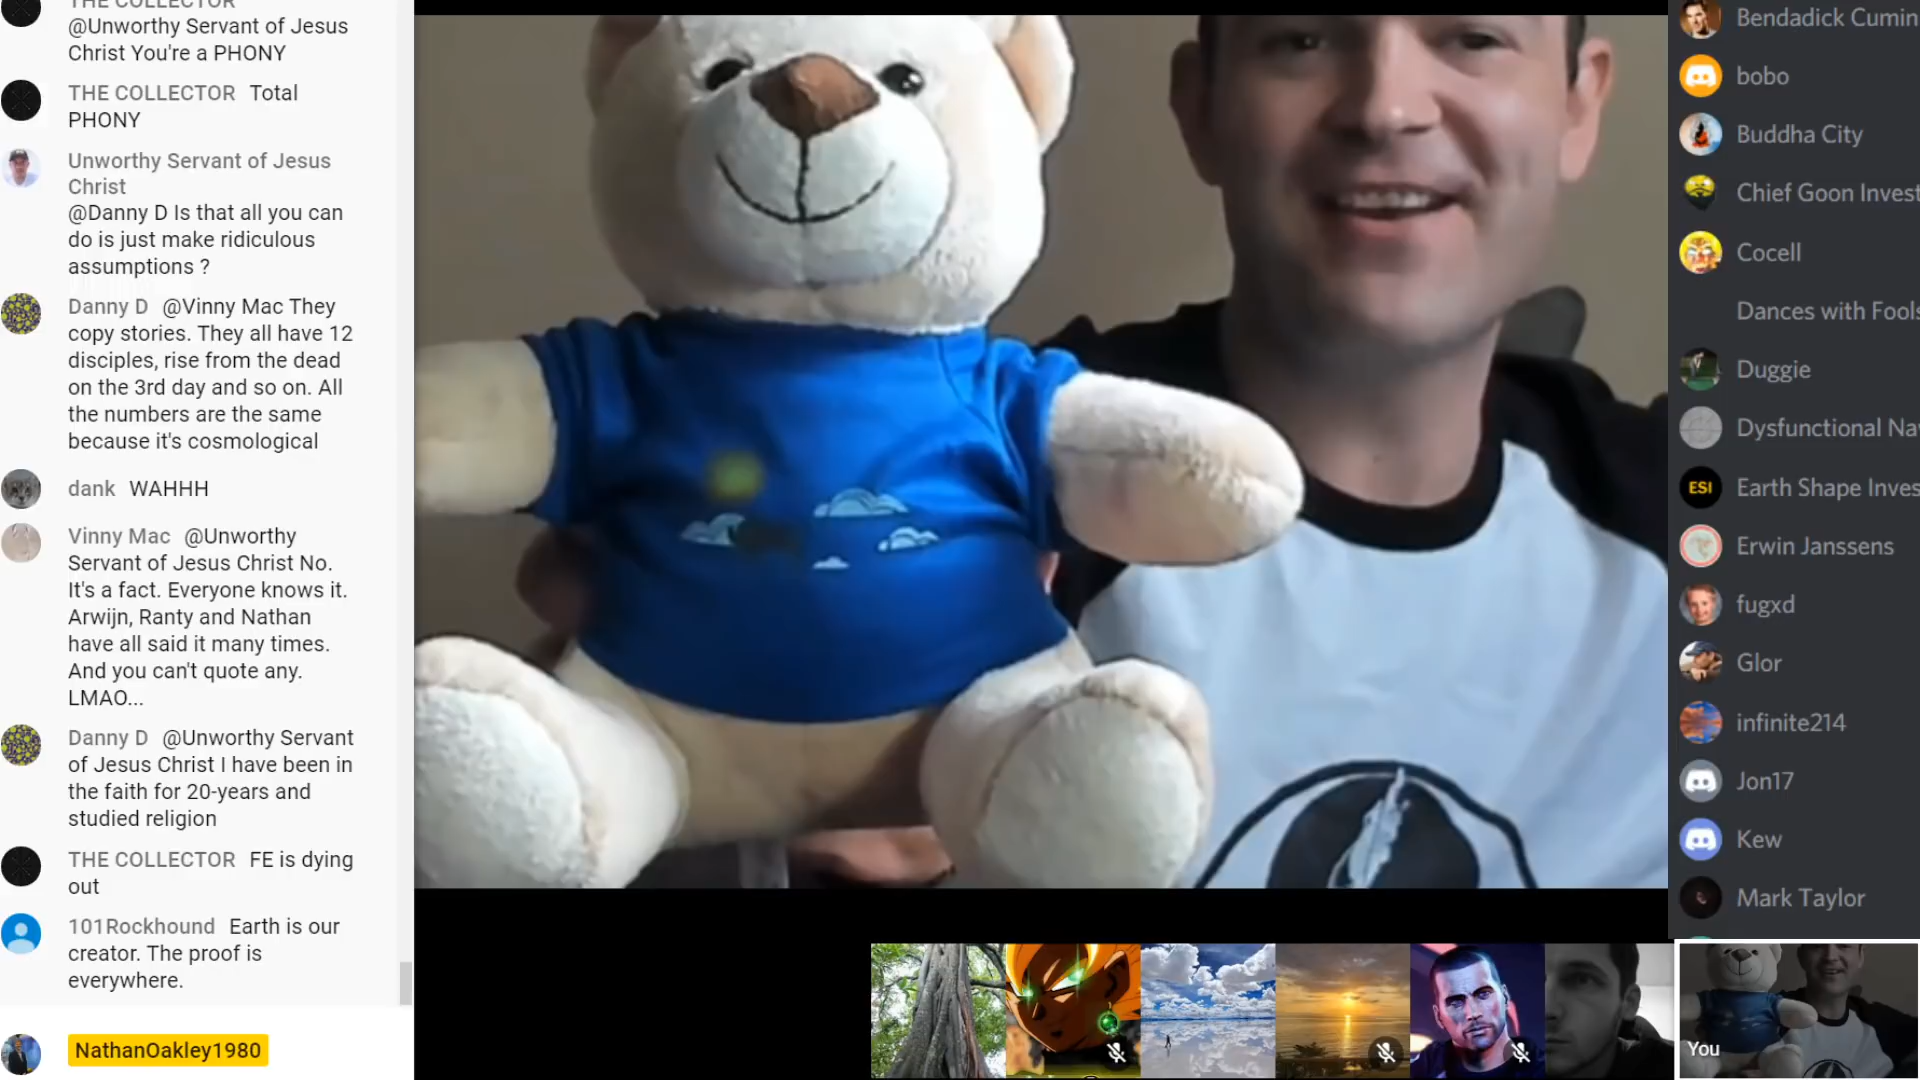 THE COLLECTOR
@Unworthy Servant of Jesus
Christ You're a PHONY
THE COLLECTOR Total
PHONY
Unworthy Servant of Jesus
Christ
@Danny D Is that all you can
do is just make ridiculous
assumptions ?
Danny D @Vinny Mac They
copy stories. They all have 12
disciples, rise from the dead
on the 3rd day and so on. All
the numbers are the same
because it's cosmological
dank WAHHH
Vinny Mac @Unworthy
Servant of Jesus Christ No.
It's a fact. Everyone knows it.
Arwijn, Ranty and Nathan
have all said it many times.
And you can't quote any.
LMAO...
Danny D @Unworthy Servant
of Jesus Christ I have been in
the faith for 20-years and
studied religion
THE COLLECTOR FE is dying
out
101Rockhound Earth is our
creator. The proof is
everywhere.
NathanOakley1980
Bendadick Cumin
bobo
Buddha City
Chief Goon Invest
Cocell
Dances with Fools
Duggie
Dysfunctional Na
ESI
Earth Shape Inves
Erwin Janssens
fugxd
Glor
infinite214
Jon17
Kew
Mark Taylor
You